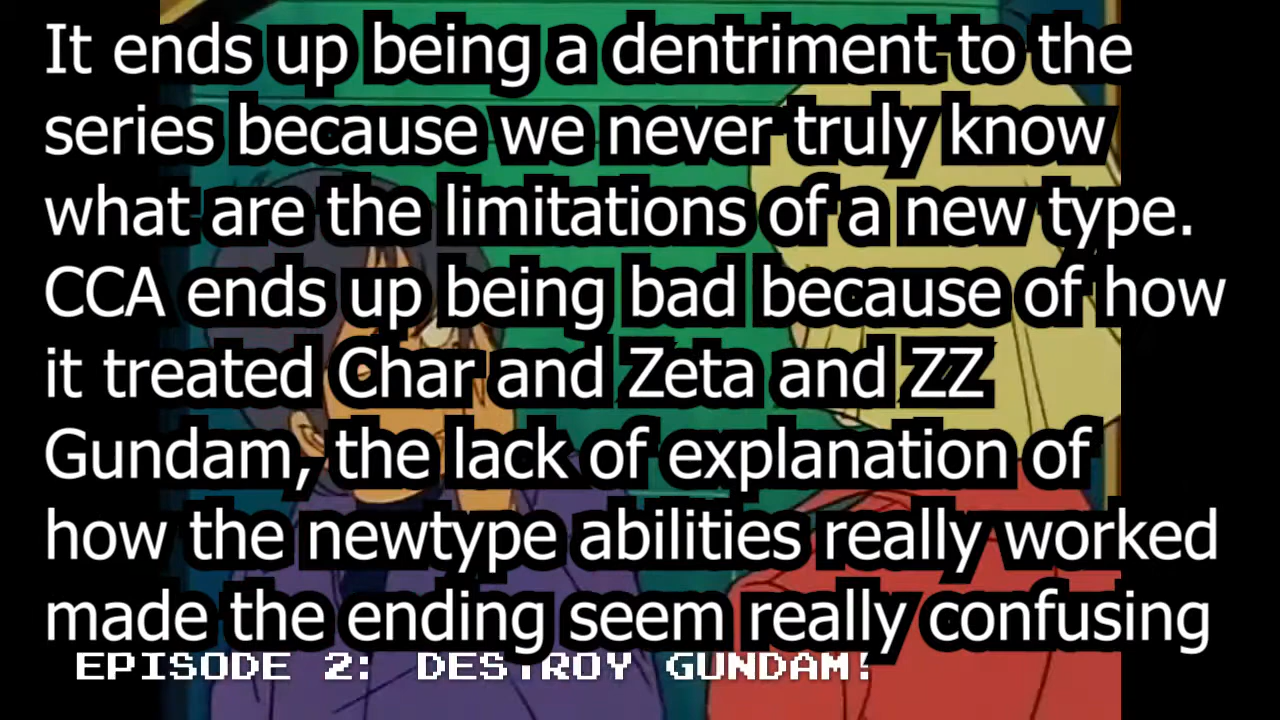 It ends up being a dentriment to the
series because we never truly know
what are the limitations of a new type.
CCA ends up being bad because of how
it treated Char and Zeta and ZZ
Gundam, the lack of explanation of
how the newtype abilities really worked
made the ending seem really confusing
EPISODE 2: DESTROY GUNDAM!